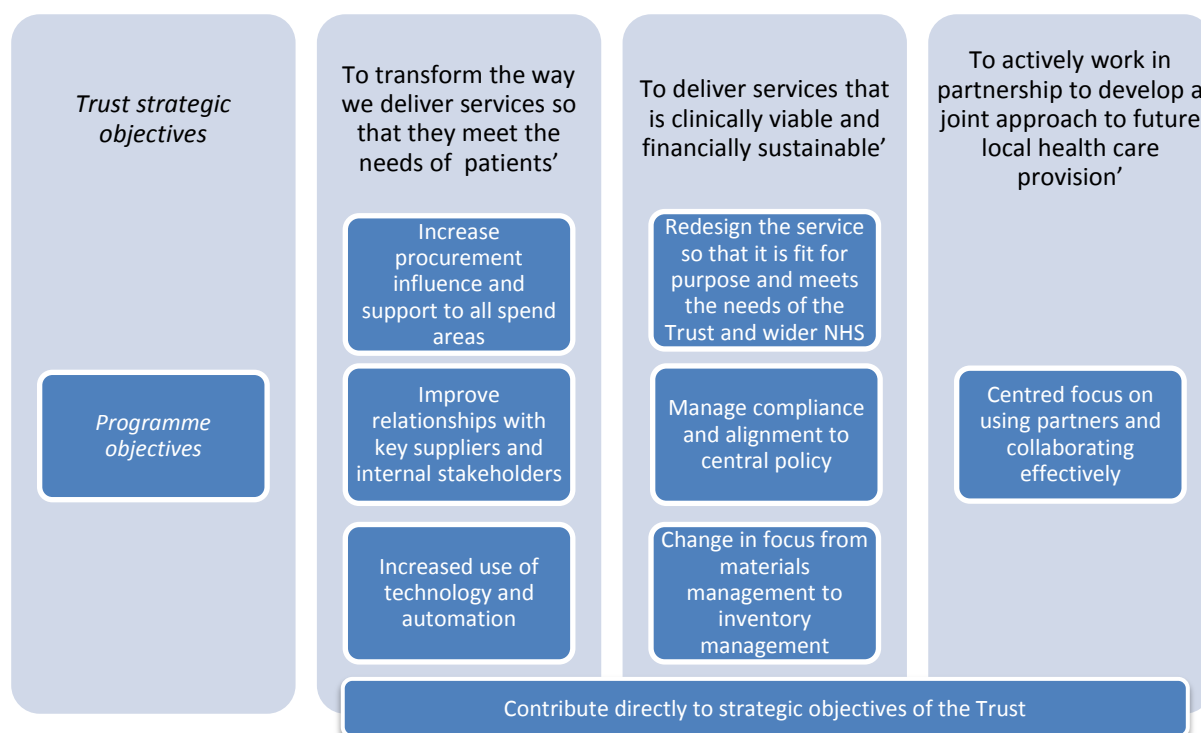 Trust strategic
objectives
To transform the way
we deliver services so
that they meet the
needs of patients’
To deliver services that
is clinically viable and
financially sustainable’
To actively work in
partnership to develop a
joint approach to future
local health care
provision’
Programme
objectives
Increase
procurement
influence and
support to all spend
areas
Improve
relationships with
key suppliers and
internal stakeholders
Increased use of
technology and
automation
Redesign the service
so that it is fit for
purpose and meets
the needs of the
Trust and wider NHS
Manage compliance
and alignment to
central policy
Change in focus from
materials
management to
inventory
management
Centred focus on
using partners and
collaborating
effectively
Contribute directly to strategic objectives of the Trust